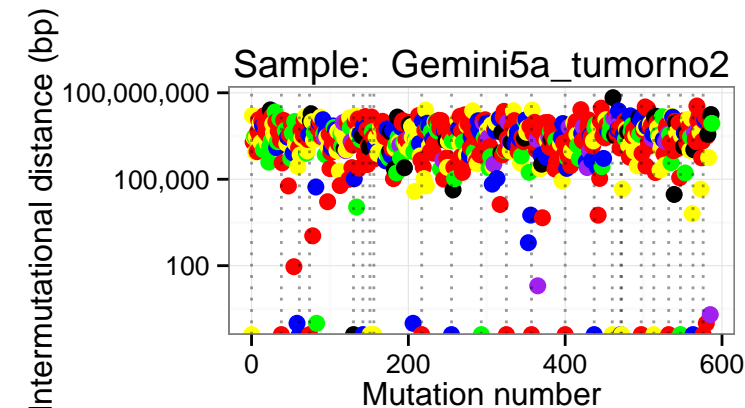 Sample:  Gemini5a_tumorno2
Intermutational distance (bp)
100,000,000
100,000
100
0
200
400
600
Mutation number